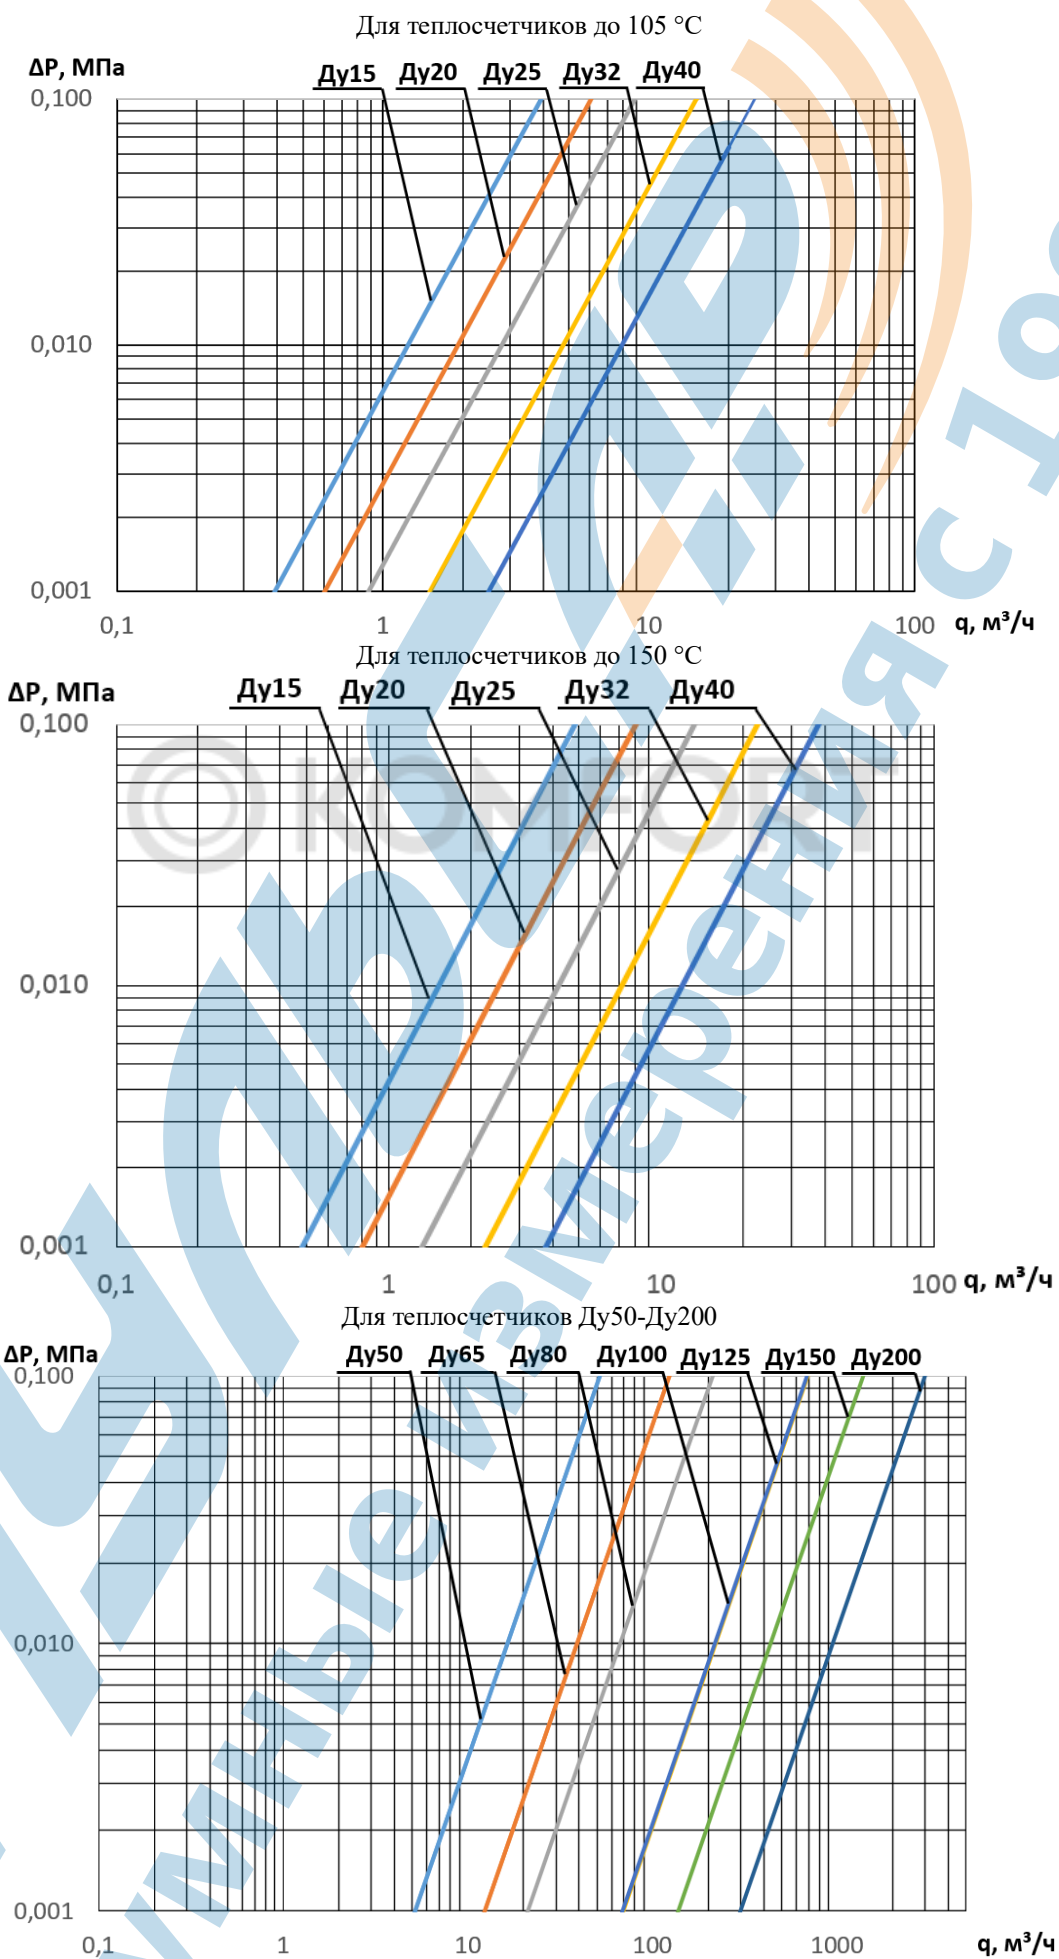 Для теплосчетчиков до 105 °С
ΔP, МПа
Ду15 Ду20 Ду25 Ду32 Ду40
0,100
0,010
0,001
0,1 1 10 100 q, м³/ч
Для теплосчетчиков до 150 °С
ΔP, МПа
Ду15 Ду20 Ду25 Ду32 Ду40
0,100
KOMFORT
0,010
0,001
0,1 1 10 100 q, м³/ч
Для теплосчетчиков Ду50-Ду200
ΔP, МПа
Ду50 Ду65 Ду80 Ду100 Ду125 Ду150 Ду200
0,100
0,010
0,001
0,1 1 10 100 1000 q, м³/ч
умные измерения с